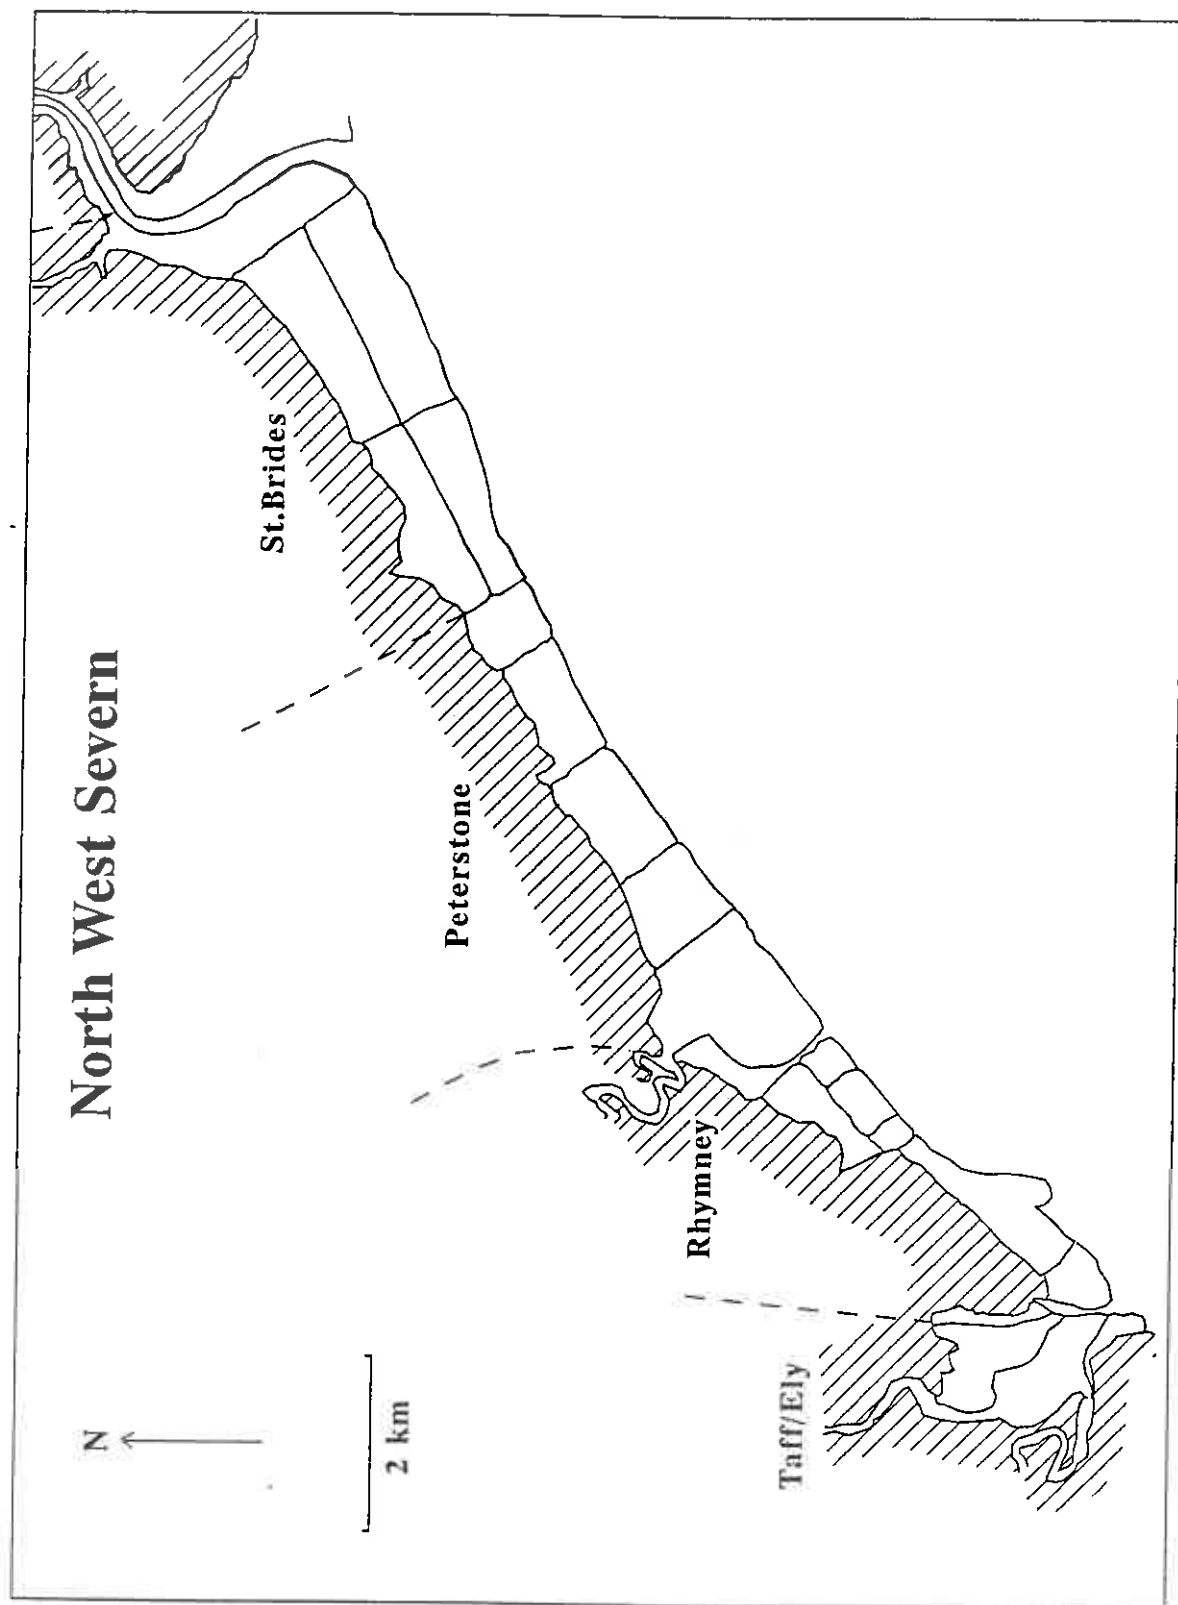 North West Severn
N
2 km
St.Brides
Peterstone
Rhymney
Taff/Ely